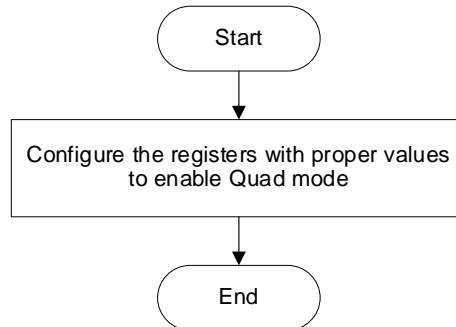 Start
Configure the registers with proper values
to enable Quad mode
End